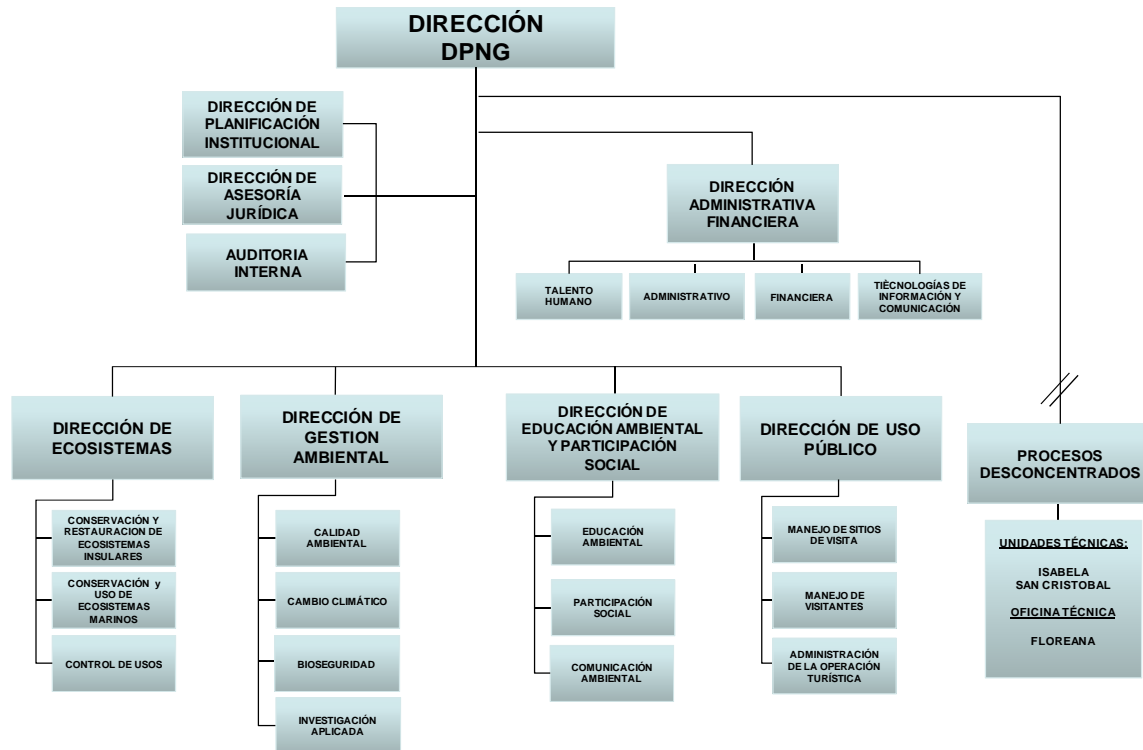 DIRECCIÓN
DPNG
DIRECCIÓN DE
PLANIFICACIÓN
INSTITUCIONAL
DIRECCIÓN DE
ASESORÍA
JURÍDICA
AUDITORIA
INTERNA
DIRECCIÓN
ADMINISTRATIVA
FINANCIERA
TALENTO
HUMANO
ADMINISTRATIVO
FINANCIERA
TIÈCNOLOGÍAS DE
INFORMACIÓN Y
COMUNICACIÓN
DIRECCIÓN DE
ECOSISTEMAS
CONSERVACIÓN Y
RESTAURACION DE
ECOSISTEMAS
INSULARES
CONSERVACIÓN y
USO DE
ECOSISTEMAS
MARINOS
CONTROL DE USOS
DIRECCIÓN DE
GESTION
AMBIENTAL
CALIDAD
AMBIENTAL
CAMBIO CLIMÁTICO
BIOSEGURIDAD
INVESTIGACIÓN
APLICADA
DIRECCIÓN DE
EDUCACIÓN AMBIENTAL
Y PARTICIPACIÓN
SOCIAL
EDUCACIÓN
AMBIENTAL
PARTICIPACIÓN
SOCIAL
COMUNICACIÓN
AMBIENTAL
DIRECCIÓN DE USO
PÚBLICO
MANEJO DE SITIOS
DE VISITA
MANEJO DE
VISITANTES
ADMINISTRACIÓN
DE LA OPERACIÓN
TURÍSTICA
PROCESOS
DESCONCENTRADOS
UNIDADES TÉCNICAS:
ISABELA
SAN CRISTOBAL
OFICINA TÉCNICA
FLOREANA